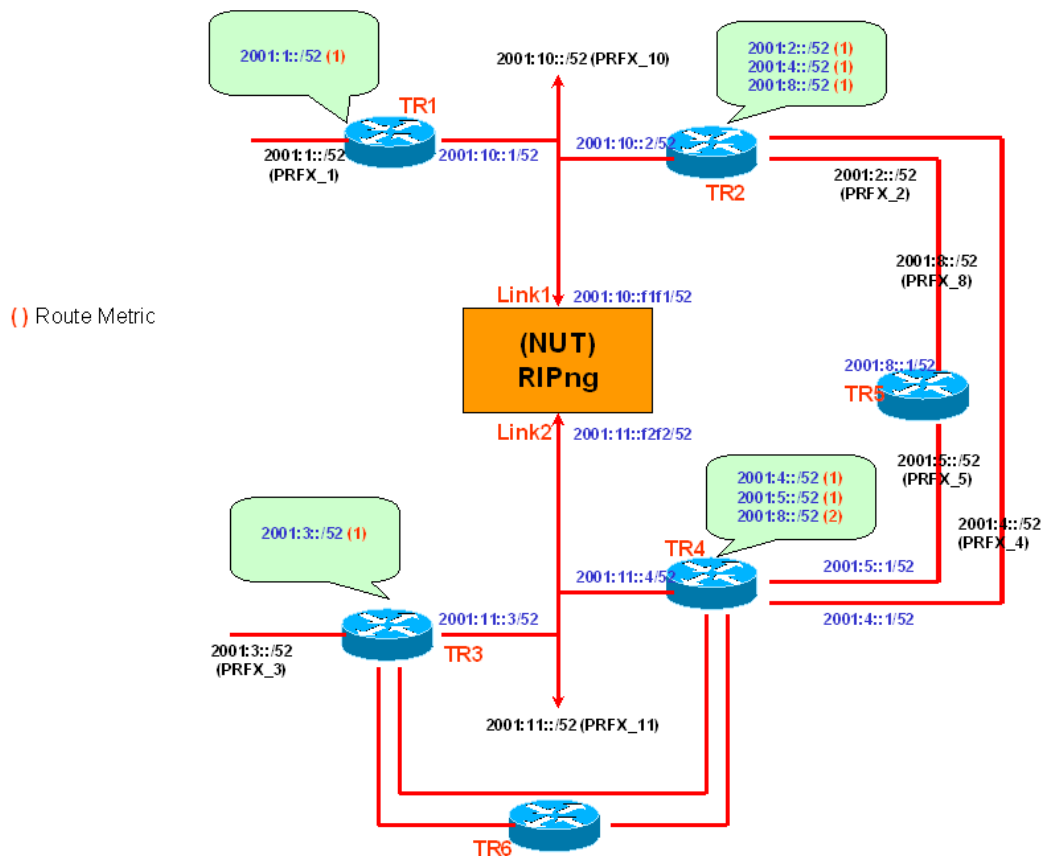 2001:1::/52 (1)
2001:10::/52 (PRFX_10)
2001:2::/52 (1)
2001:4::/52 (1)
2001:8::/52 (1)
TR1
2001:1::/52
(PRFX_1)
2001:10::1/52
2001:10::2/52
TR2
2001:2::/52
(PRFX_2)
2001:8::/52
(PRFX_8)
Link1
2001:10::f1f1/52
( ) Route Metric
(NUT)
RIPng
2001:8::1/52
TR5
Link2
2001:11::f2f2/52
2001:5::/52
(PRFX_5)
2001:4::/52 (1)
2001:5::/52 (1)
2001:8::/52 (2)
2001:4::/52
(PRFX_4)
2001:3::/52 (1)
TR4
2001:11::4/52
2001:5::1/52
2001:4::1/52
2001:11::3/52
TR3
2001:3::/52
(PRFX_3)
2001:11::/52 (PRFX_11)
TR6